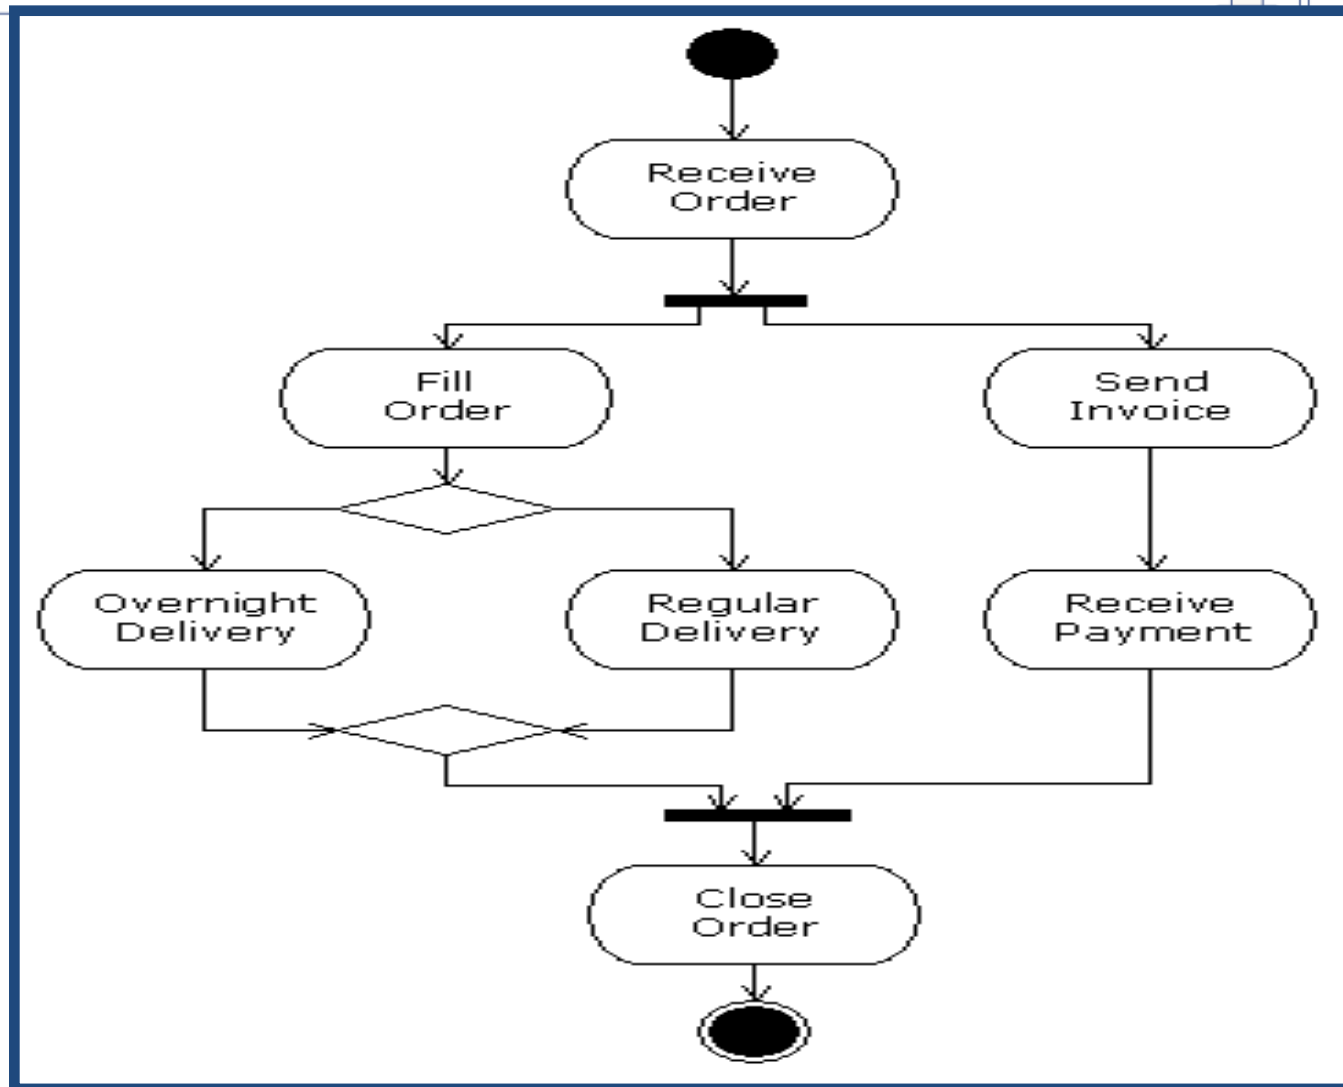 Receive
Order
Fill
Order
Send
Invoice
Overnight
Delivery
Regular
Delivery
Receive
Payment
Close
Order